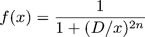 f(x) = \frac{1}{1 + (D/x)^{2n}}